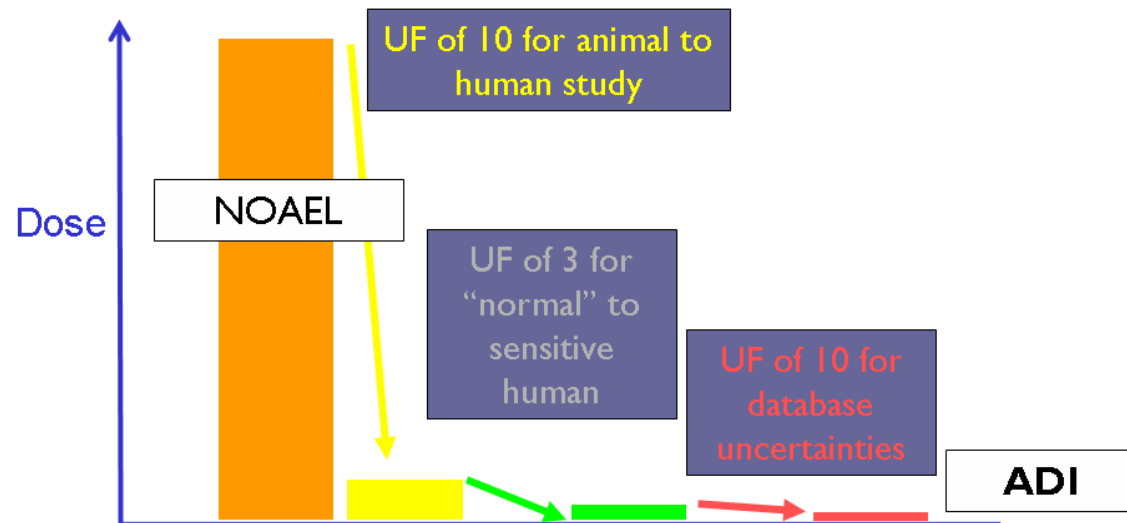 UF of 10 for animal to
human study
NOAEL
Dose
UF of 3 for
“normal” to
sensitive
human
UF of 10 for
database
uncertainties
ADI